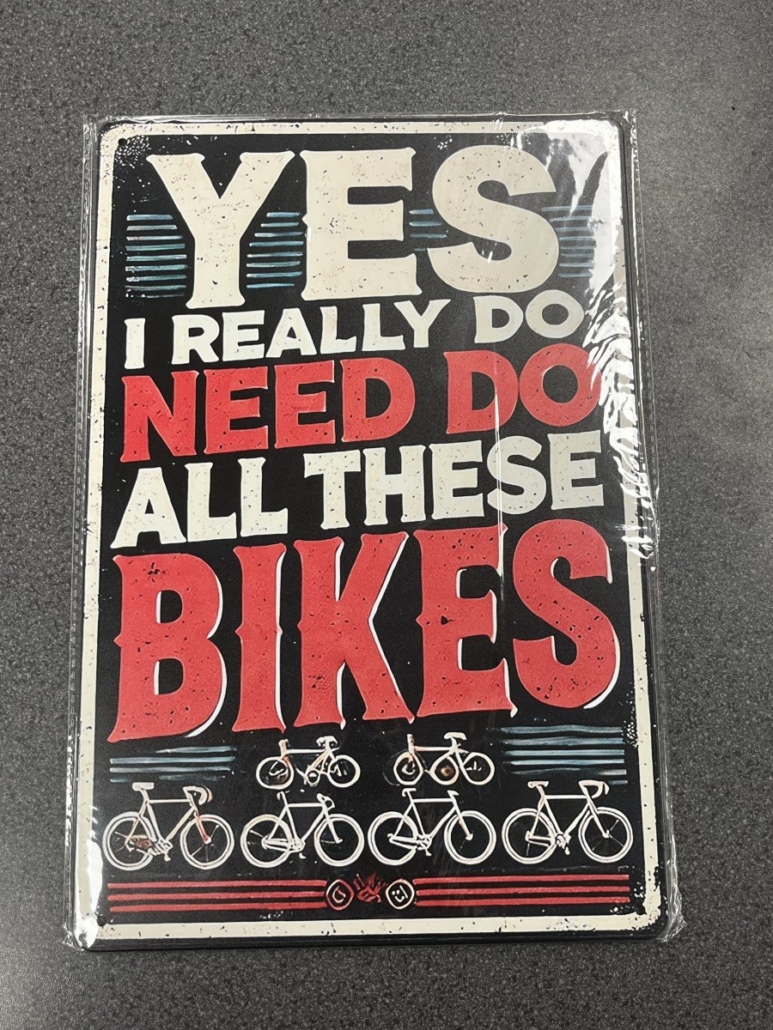 YES
I REALLY DO
NEED DO
ALL THESE
BIKES